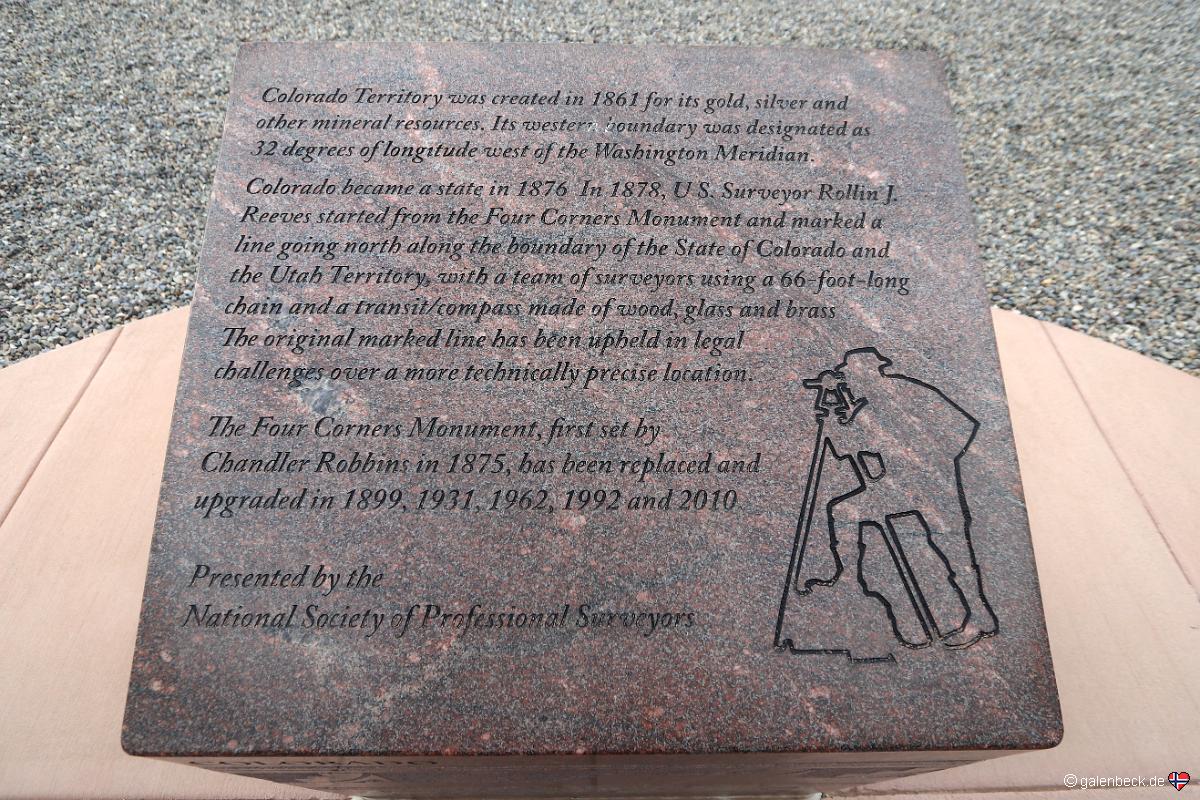 Colorado Territory was created in 1861 for its gold, silver and
other mineral resources. Its western boundary was designated as
32 degrees of longitude west of the Washington Meridian.
Colorado became a state in 1876 In 1878, U S. Surveyor Rollin J.
Reeves started from the Four Corners Monument and marked a
line going north along the boundary of the State of Colorado and
the Utah Territory, with a team of surveyors using a 66-foot-long
chain and a transit/compass made of wood, glass and brass
The original marked line has been upheld in legal
challenges over a more technically precise location.
The Four Corners Monument, first set by
Chandler Robbins in 1875, has been replaced and
upgraded in 1899, 1931, 1962, 1992 and 2010
Presented by the
National Society of Professional Surveyors
COLORADO
© galenbeck.de